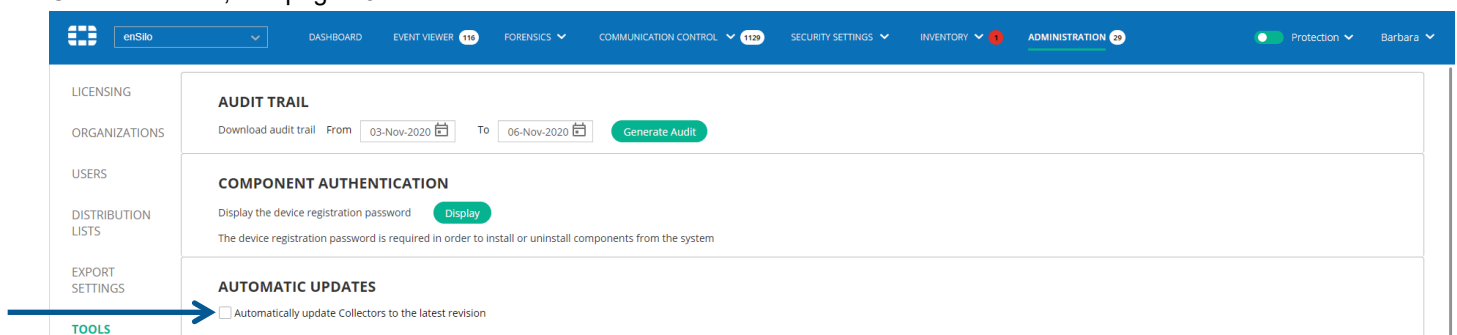 enSilo DASHBOARD EVENT VIEWER 116 FORENSICS COMMUNICATION CONTROL 1129 SECURITY SETTINGS INVENTORY 1 ADMINISTRATION 29 Protection Barbara
LICENSING
ORGANIZATIONS
USERS
DISTRIBUTION
LISTS
EXPORT
SETTINGS
TOOLS
AUDIT TRAIL
Download audit trail From 03-Nov-2020 To 06-Nov-2020 Generate Audit
COMPONENT AUTHENTICATION
Display the device registration password Display
The device registration password is required in order to install or uninstall components from the system
AUTOMATIC UPDATES
Automatically update Collectors to the latest revision